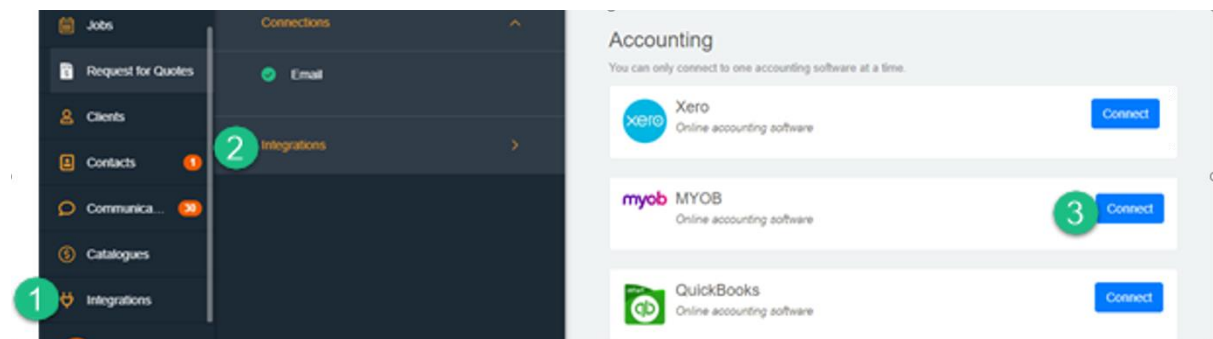 Jobs
Request for Quotes
Clients
Contacts 1
Communica... 30
Catalogues
1 Integrations
Connections
Email
2 Integrations
Accounting
You can only connect to one accounting software at a time.
xero Xero Connect
Online accounting software
myob MYOB 3 Connect
Online accounting software
qb QuickBooks Connect
Online accounting software